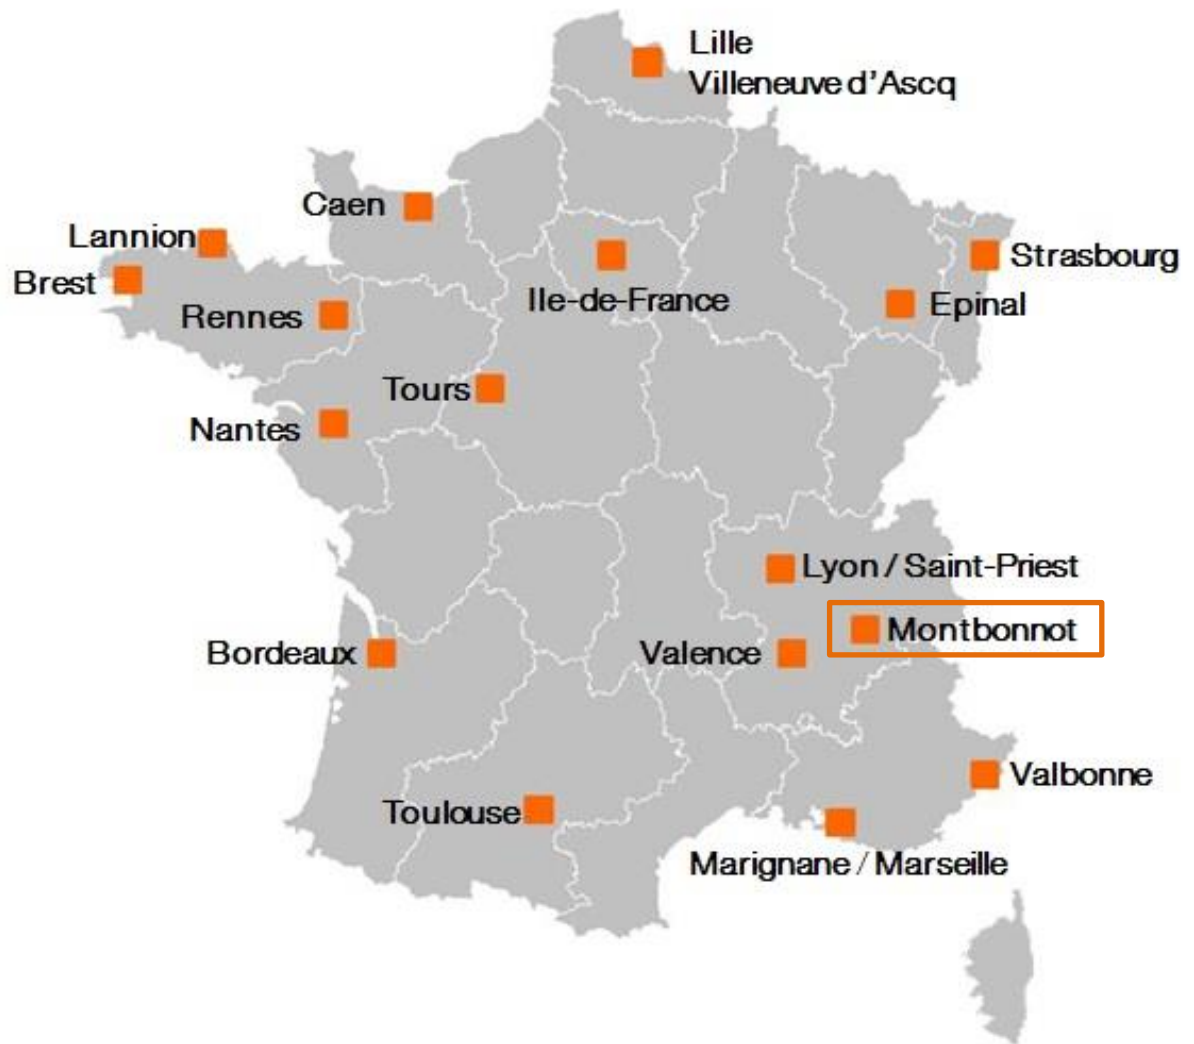 Lille
Villeneuve d'Ascq
Caen
Lannion
Strasbourg
Brest
Ile-de-France
Epinal
Rennes
Tours
Nantes
Lyon / Saint-Priest
Montbonnot
Bordeaux
Valence
Valbonne
Toulouse
Marignane / Marseille